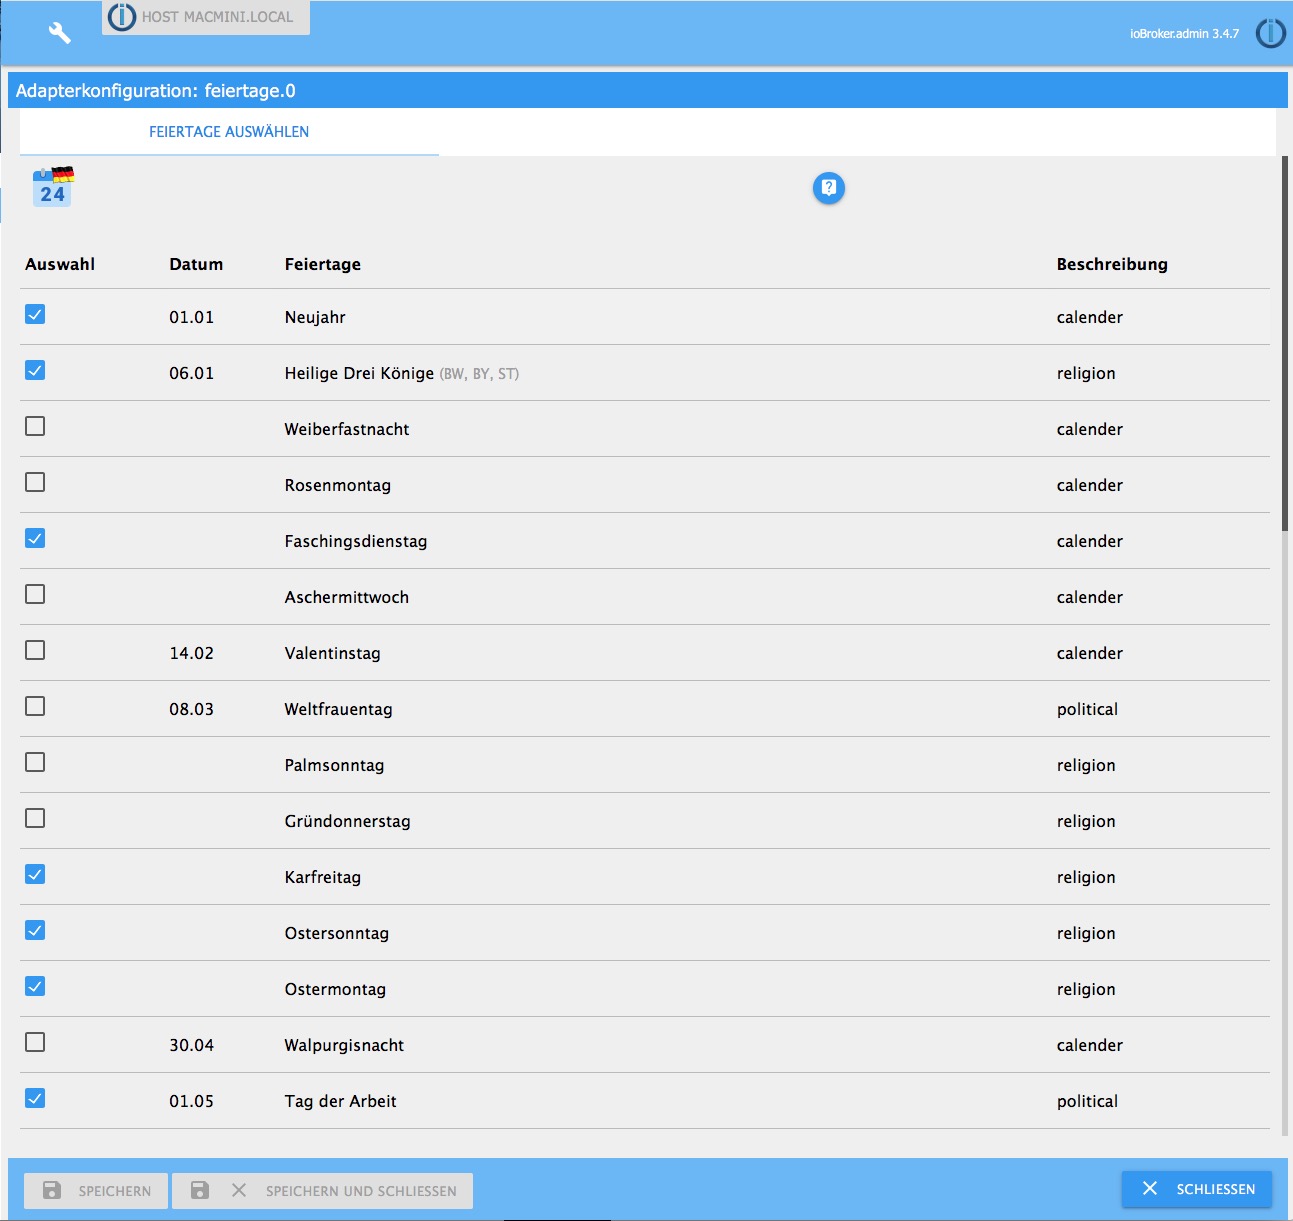 HOST MACMINI.LOCAL
ioBroker.admin 3.4.7
Adapterkonfiguration: feiertage.0
FEIERTAGE AUSWÄHLEN
24
Auswahl Datum Feiertage Beschreibung
01.01 Neujahr calender
06.01 Heilige Drei Könige (BW, BY, ST) religion
Weiberfastnacht calender
Rosenmontag calender
Faschingsdienstag calender
Aschermittwoch calender
14.02 Valentinstag calender
08.03 Weltfrauentag political
Palmsonntag religion
Gründonnerstag religion
Karfreitag religion
Ostersonntag religion
Ostermontag religion
30.04 Walpurgisnacht calender
01.05 Tag der Arbeit political
SPEICHERN SPEICHERN UND SCHLIESSEN SCHLIESSEN